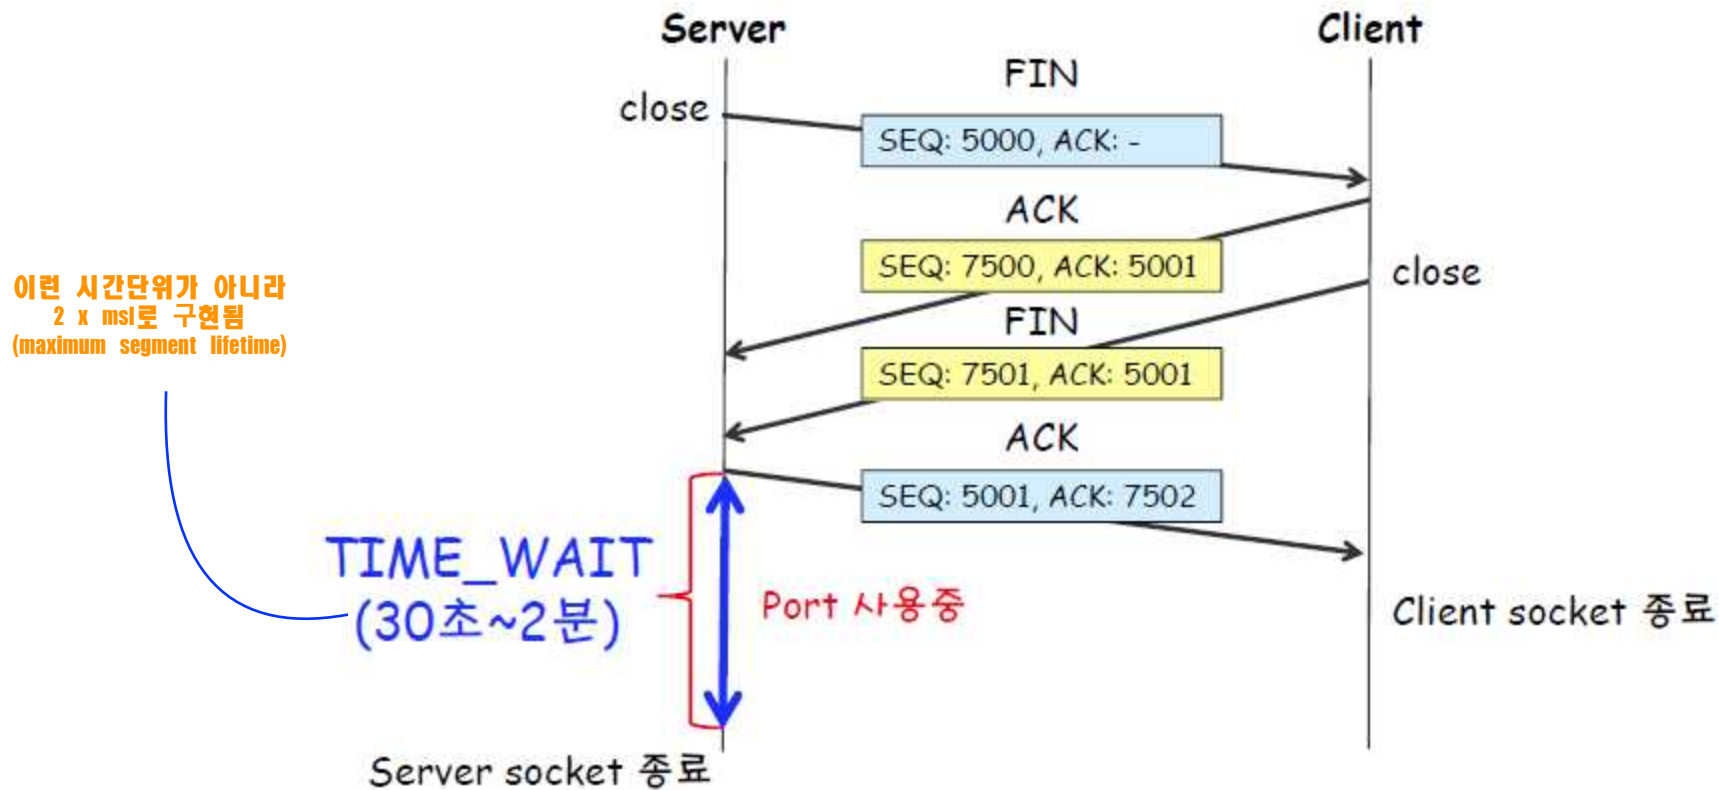 Server
Client
FIN
close
SEQ: 5000, ACK: -
ACK
SEQ: 7500, ACK: 5001
close
이런 시간단위가 아니라
2 x msl로 구현됨
(maximum segment lifetime)
FIN
SEQ: 7501, ACK: 5001
ACK
SEQ: 5001, ACK: 7502
TIME_WAIT
(30초~2분)
Port 사용중
Client socket 종료
Server socket 종료